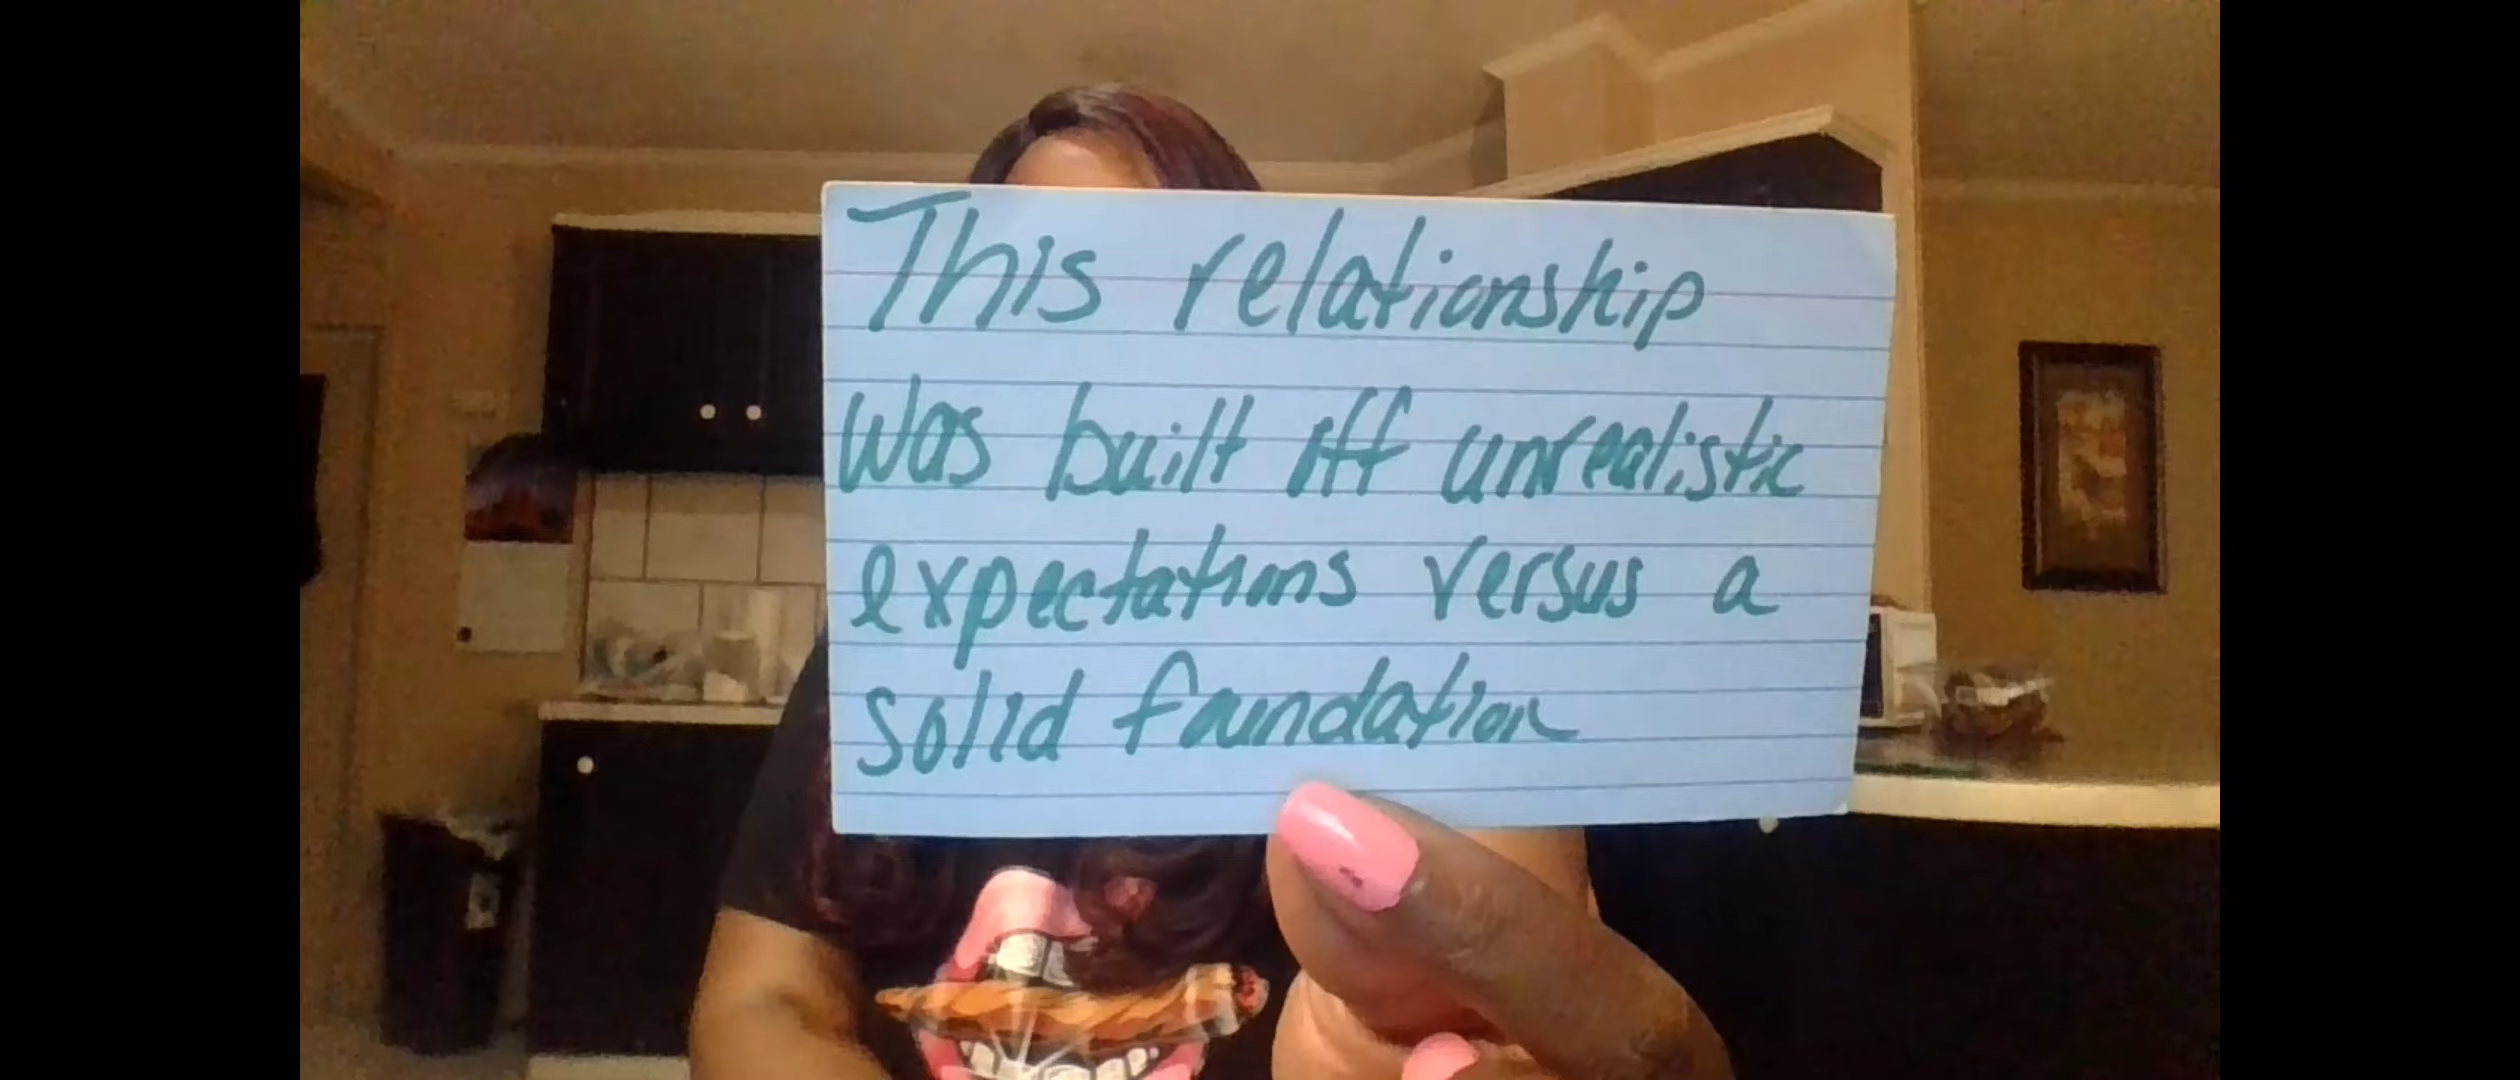 This relationship
was built off unrealistic
expectations versus a
solid foundation